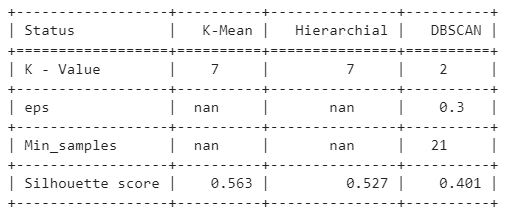 +-----------------+----------+---------------+----------+
| Status          |   K-Mean |   Hierarchial |   DBSCAN |
+=================+==========+===============+==========+
| K - Value       |    7     |         7     |    2     |
+-----------------+----------+---------------+----------+
| eps             |  nan     |       nan     |    0.3   |
+-----------------+----------+---------------+----------+
| Min_samples     |  nan     |       nan     |   21     |
+-----------------+----------+---------------+----------+
| Silhouette score |    0.563 |         0.527 |    0.401 |
+-----------------+----------+---------------+----------+